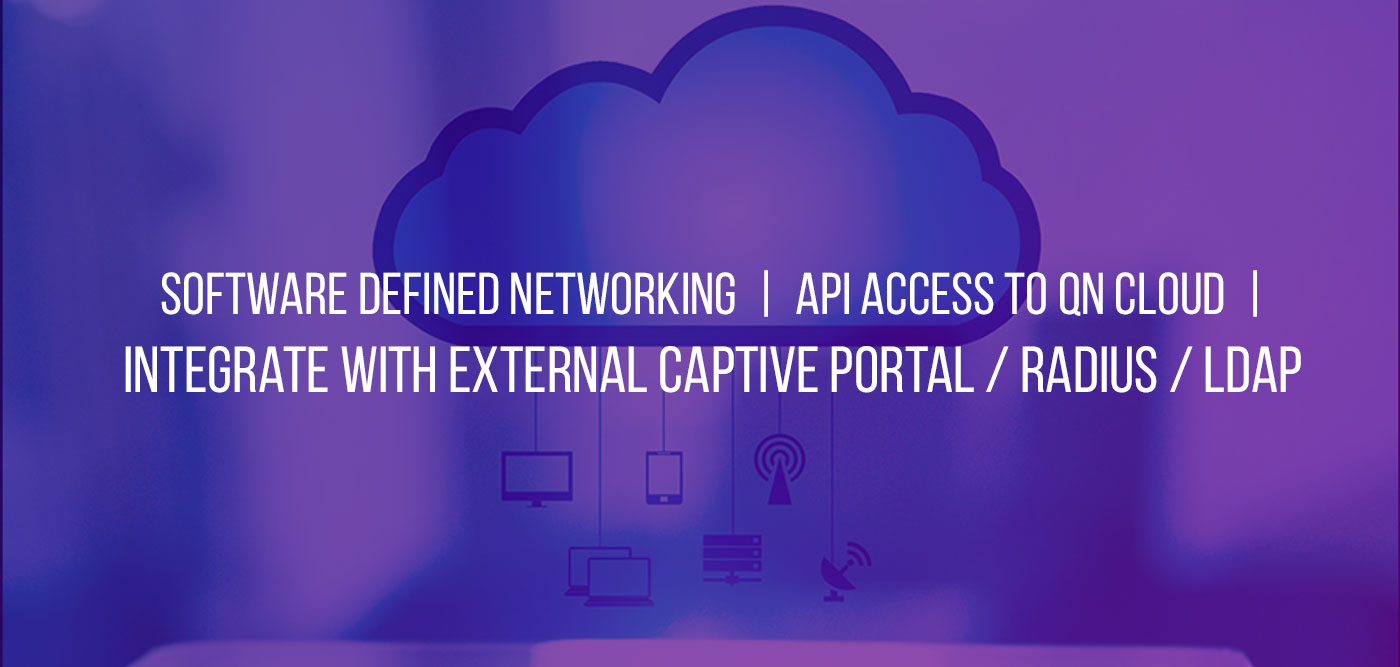 SOFTWARE DEFINED NETWORKING | API ACCESS TO QN CLOUD |
INTEGRATE WITH EXTERNAL CAPTIVE PORTAL / RADIUS / LDAP